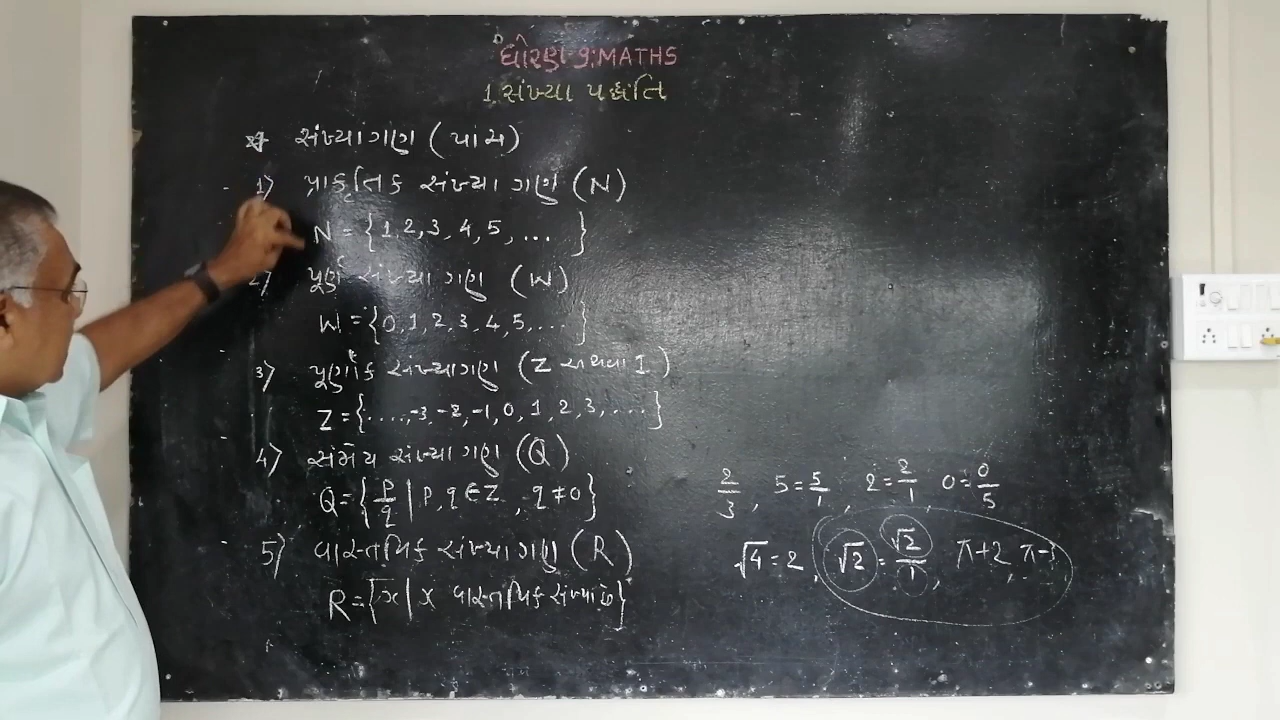 ધોરણ 9: MATHS
1. સંખ્યા પદ્ધતિ
* સંખ્યાગણ (પાંચ)
1) પ્રાકૃતિક સંખ્યા ગણ (N)
N = {1, 2, 3, 4, 5, ... }
2) પૂર્ણ સંખ્યા ગણ (W)
W = {0, 1, 2, 3, 4, 5, ... }
3) પૂર્ણાંક સંખ્યાગણ (Z અથવા I)
Z = {....., -3, -2, -1, 0, 1, 2, 3, .... }
4) સંમેય સંખ્યા ગણ (Q)
Q = {p/q | p, q ∈ Z, q ≠ 0}
2/3, 5 = 5/1, 2 = 2/1, 0 = 0/5
5) વાસ્તવિક સંખ્યા ગણ (R)
√4 = 2, √2 = √2/1, π+2, π-3
R = {x | x વાસ્તવિક સંખ્યા છે}